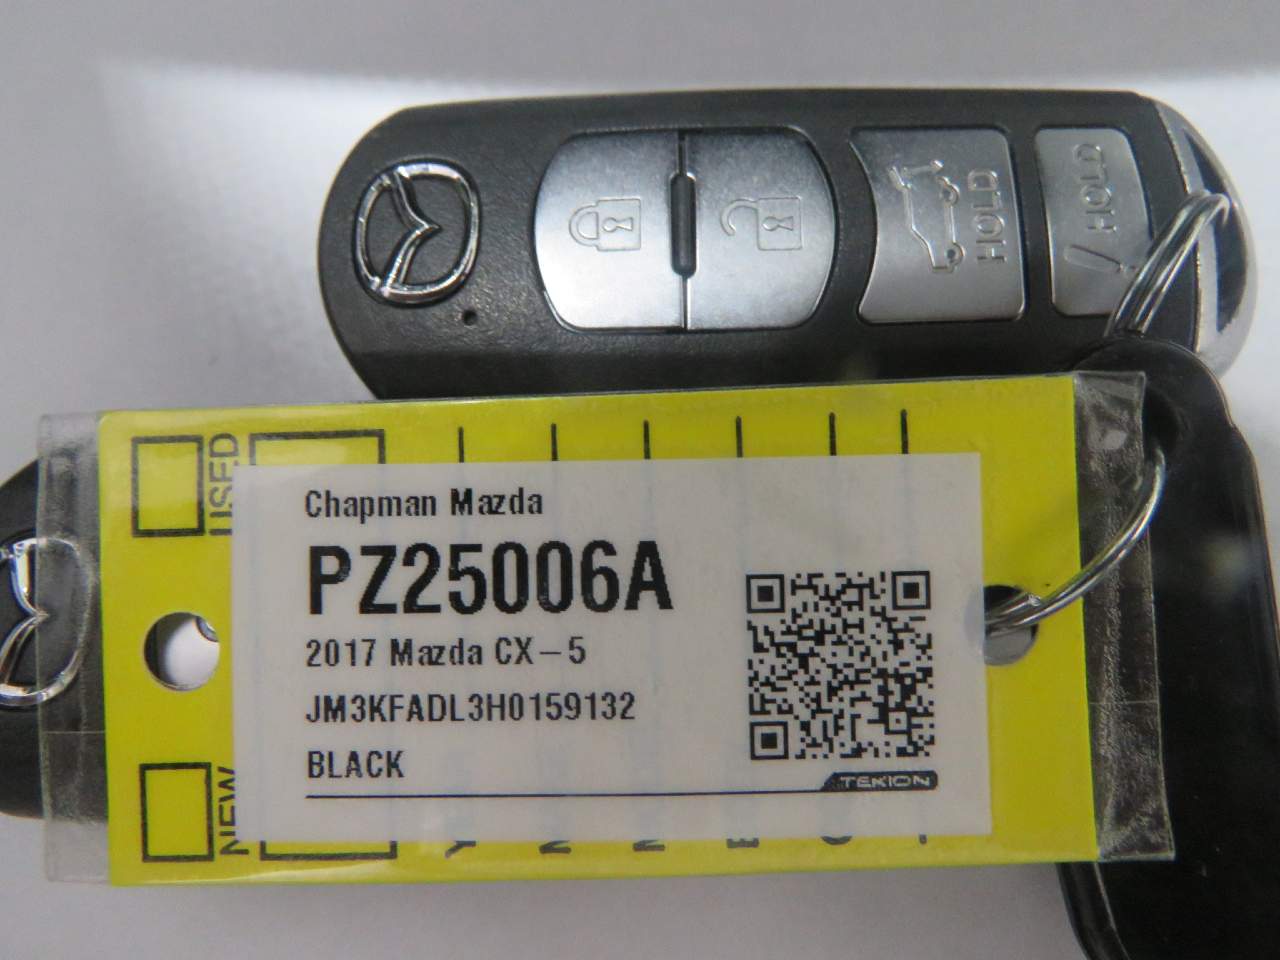 HOLD
HOLD
USED
Chapman Mazda
PZ25006A
2017 Mazda CX-5
JM3KFADL3H0159132
BLACK
TEKION
NEW